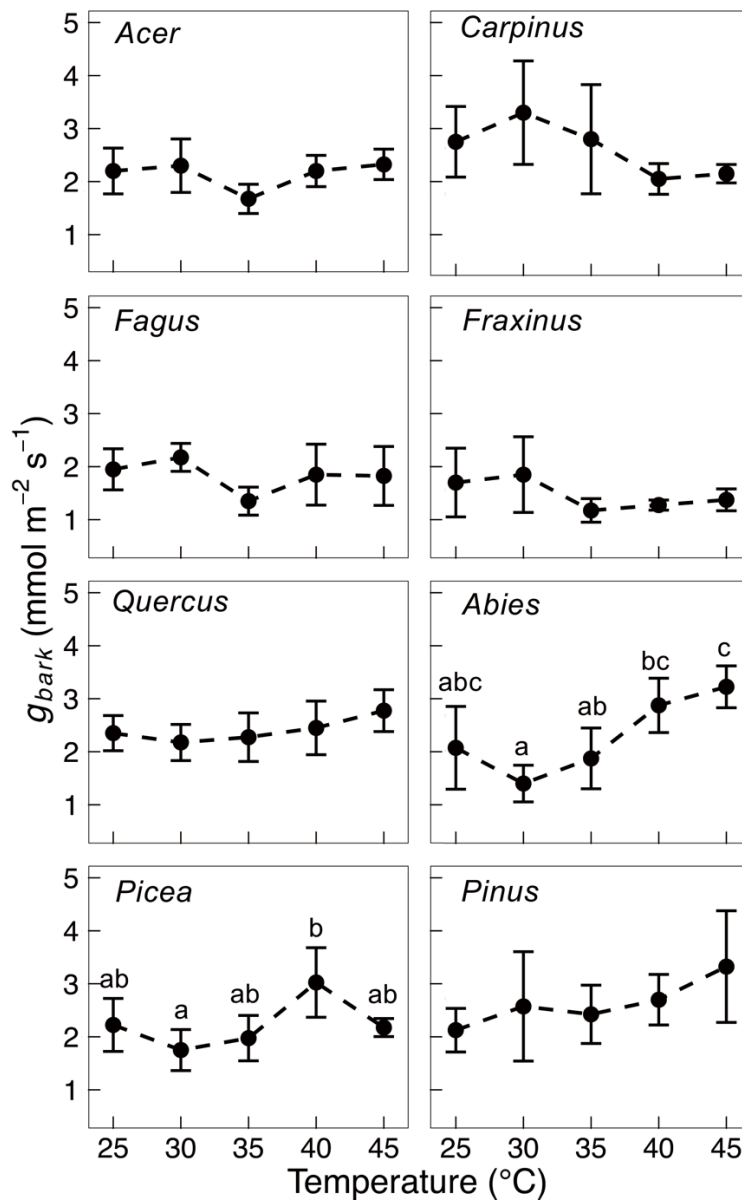 Acer
Carpinus
5
4
3
2
1
Fagus
Fraxinus
5
4
3
2
1
Quercus
Abies
5
4
3
2
1
abc
a
ab
bc
c
Picea
Pinus
5
4
3
2
1
ab
a
ab
b
ab
25 30 35 40 45
25 30 35 40 45
Temperature (°C)
g_bark (mmol m⁻² s⁻¹)